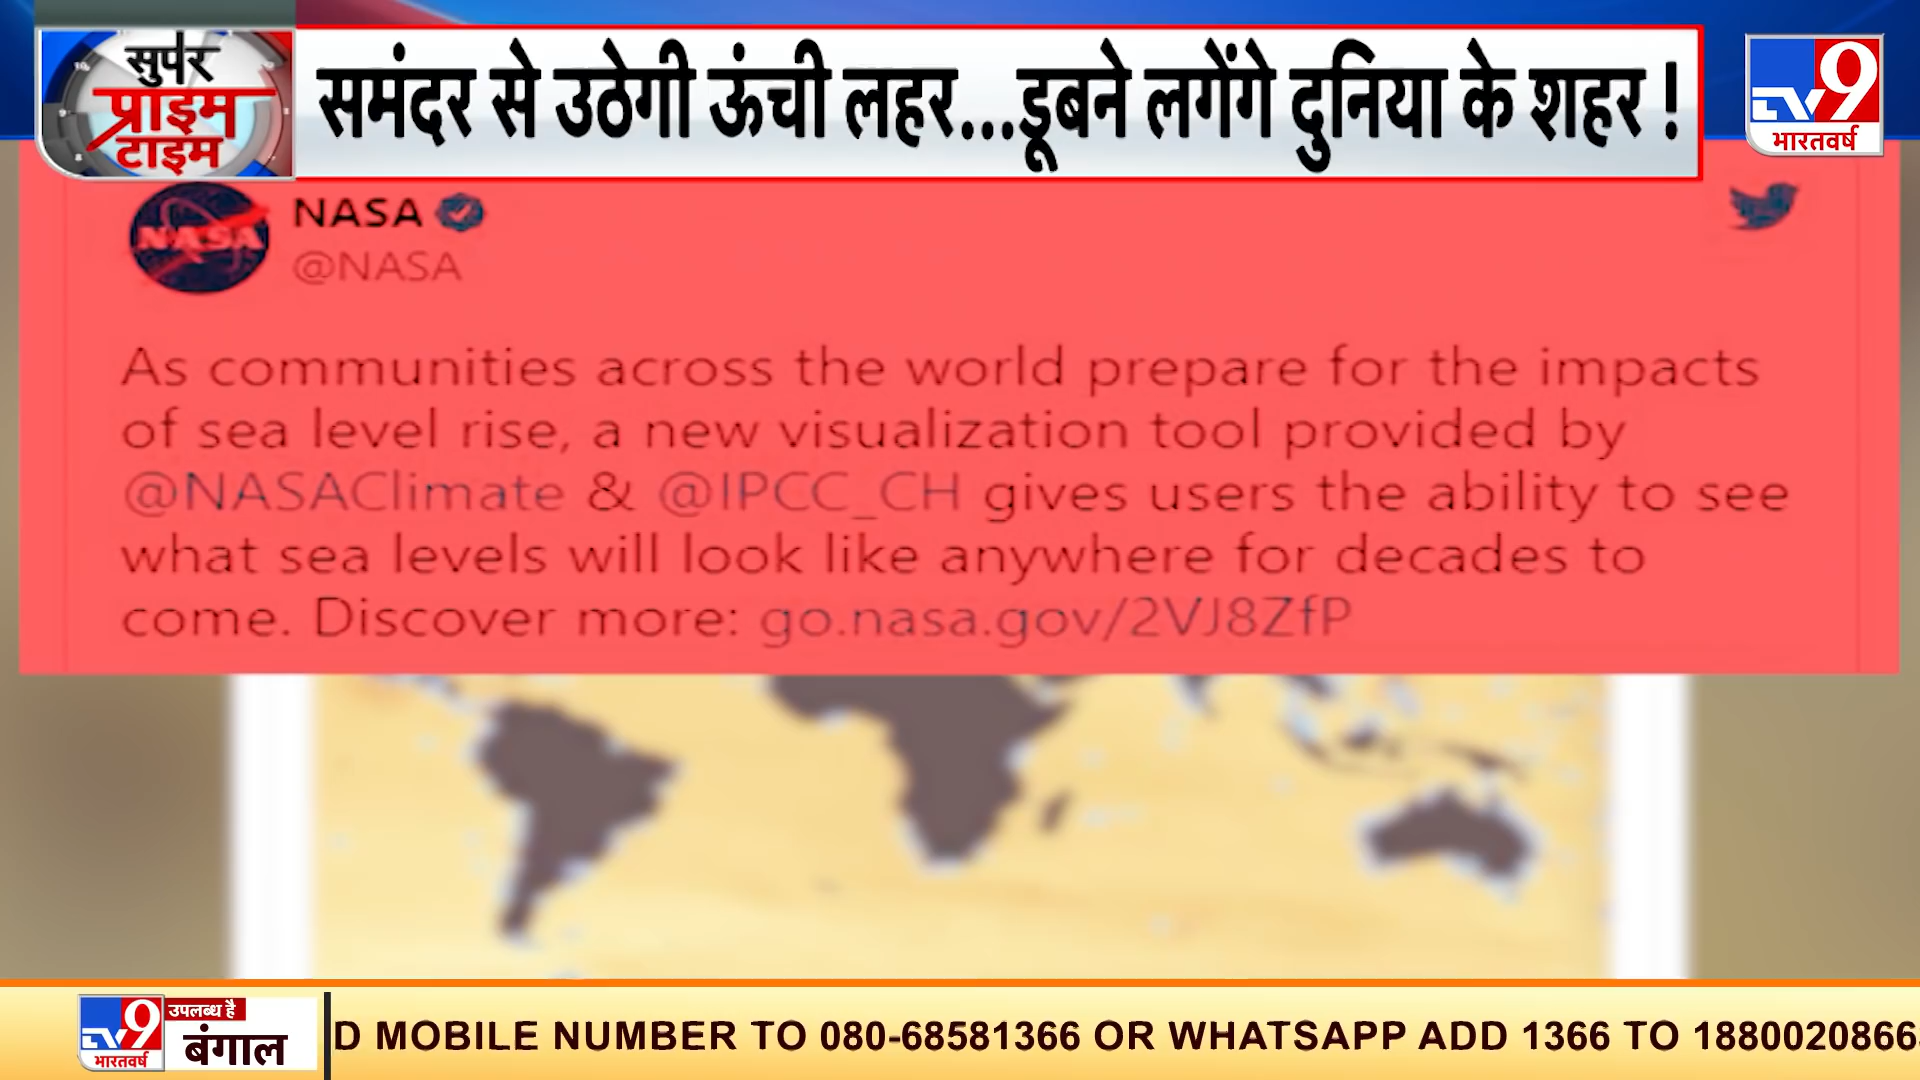 सुपर
प्राइम
टाइम
समंदर से उठेगी ऊंची लहर...डूबने लगेंगे दुनिया के शहर !
TV9
भारतवर्ष
NASA
NASA
@NASA
As communities across the world prepare for the impacts
of sea level rise, a new visualization tool provided by
@NASAClimate & @IPCC_CH gives users the ability to see
what sea levels will look like anywhere for decades to
come. Discover more: go.nasa.gov/2VJ8ZfP
TV9
भारतवर्ष
उपलब्ध है
बंगाल
D MOBILE NUMBER TO 080-68581366 OR WHATSAPP ADD 1366 TO 1880020866